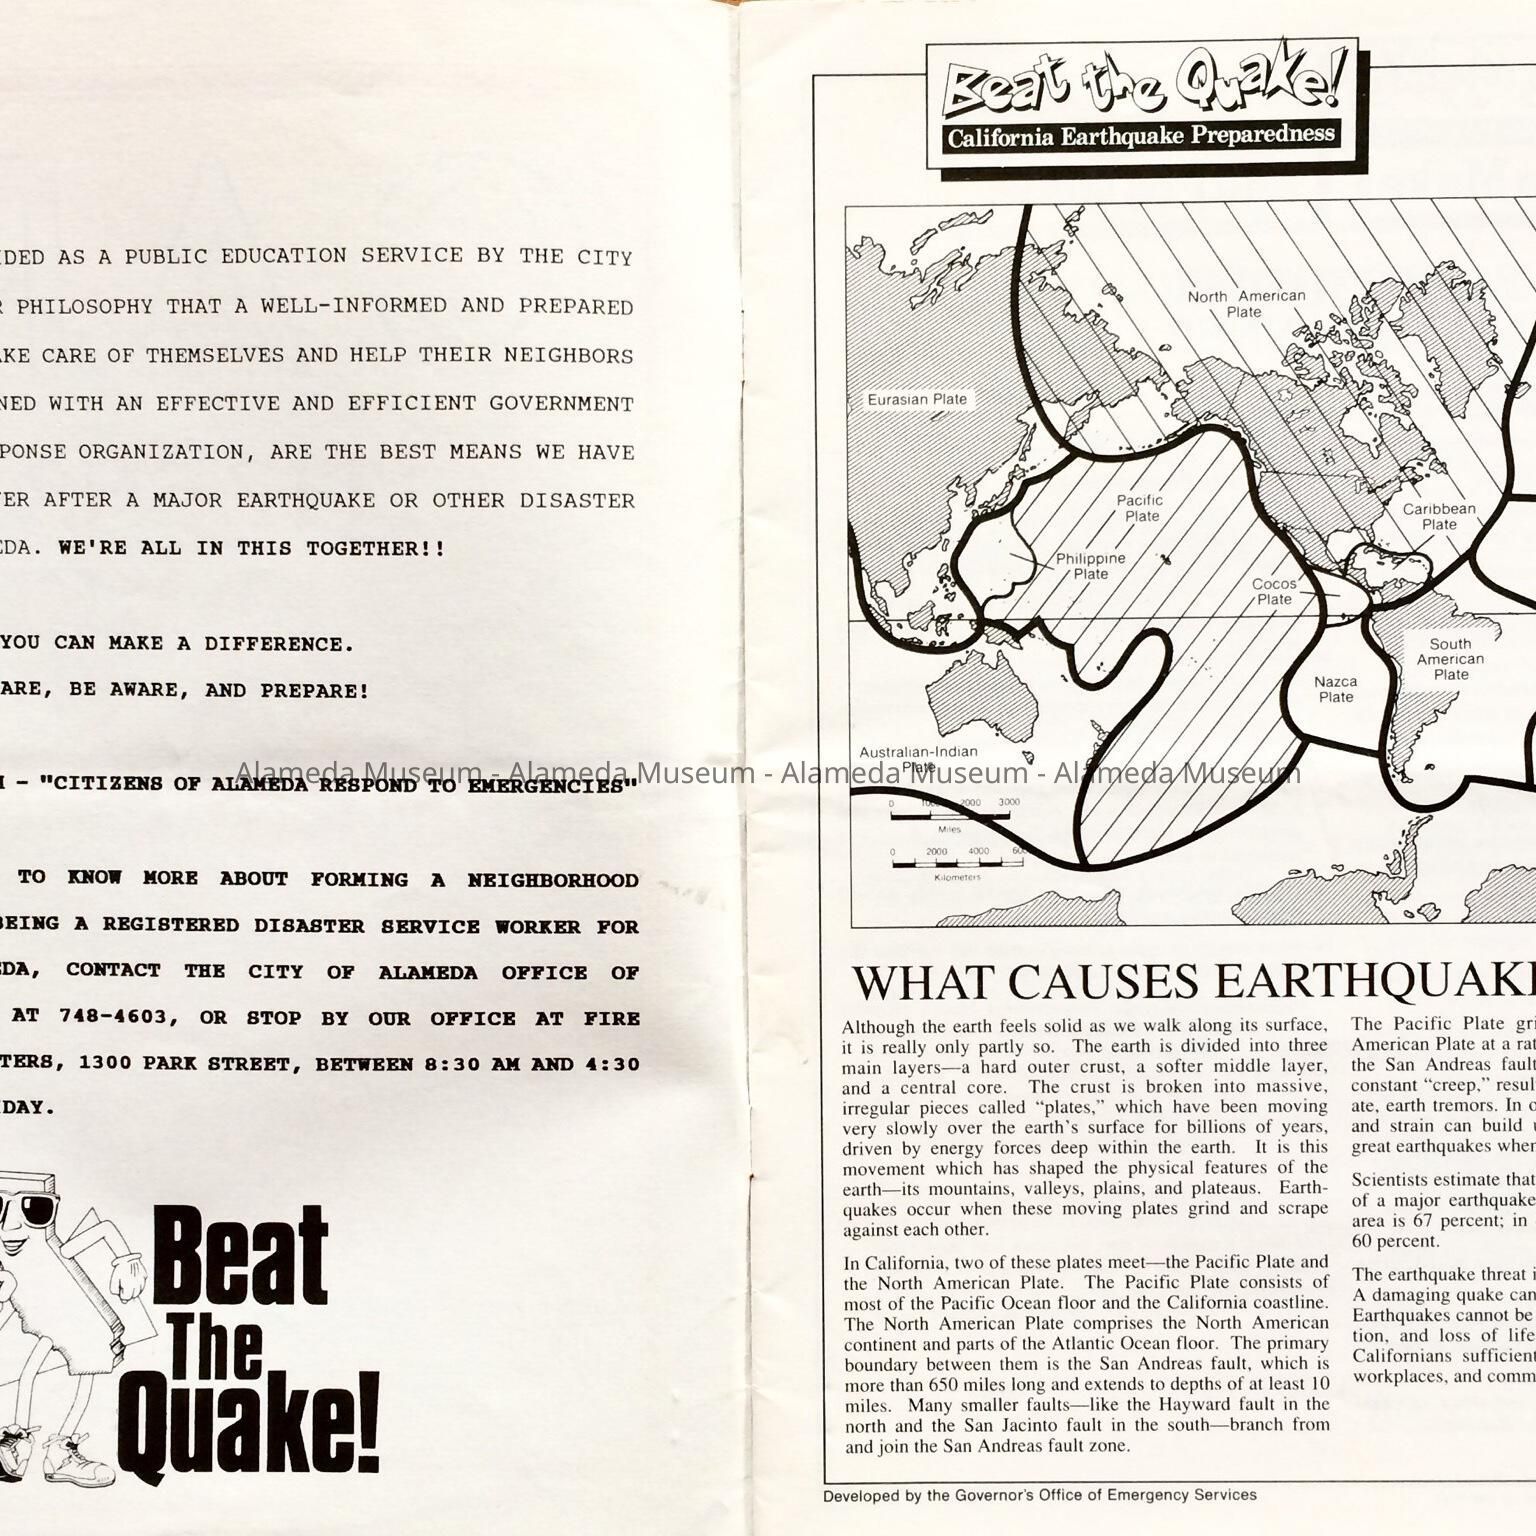 IDED AS A PUBLIC EDUCATION SERVICE BY THE CITY
R PHILOSOPHY THAT A WELL-INFORMED AND PREPARED
AKE CARE OF THEMSELVES AND HELP THEIR NEIGHBORS
NED WITH AN EFFECTIVE AND EFFICIENT GOVERNMENT
PONSE ORGANIZATION, ARE THE BEST MEANS WE HAVE
ER AFTER A MAJOR EARTHQUAKE OR OTHER DISASTER
EDA. WE'RE ALL IN THIS TOGETHER!!
YOU CAN MAKE A DIFFERENCE.
ARE, BE AWARE, AND PREPARE!
Alameda Museum - Alameda Museum - Alameda Museum - Alameda Museum
- "CITIZENS OF ALAMEDA RESPOND TO EMERGENCIES"
TO KNOW MORE ABOUT FORMING A NEIGHBORHOOD
BEING A REGISTERED DISASTER SERVICE WORKER FOR
EDA, CONTACT THE CITY OF ALAMEDA OFFICE OF
AT 748-4603, OR STOP BY OUR OFFICE AT FIRE
TERS, 1300 PARK STREET, BETWEEN 8:30 AM AND 4:30
DAY.
Beat
The
Quake!
Beat the Quake!
California Earthquake Preparedness
North American
Plate
Eurasian Plate
Pacific
Plate
Caribbean
Plate
Philippine
Plate
Cocos
Plate
South
American
Plate
Nazca
Plate
Australian-Indian
Plate
0 1000 2000 3000
Miles
0 2000 4000 600
Kilometers
WHAT CAUSES EARTHQUAK
Although the earth feels solid as we walk along its surface,
it is really only partly so. The earth is divided into three
main layers—a hard outer crust, a softer middle layer,
and a central core. The crust is broken into massive,
irregular pieces called “plates,” which have been moving
very slowly over the earth's surface for billions of years,
driven by energy forces deep within the earth. It is this
movement which has shaped the physical features of the
earth—its mountains, valleys, plains, and plateaus. Earth-
quakes occur when these moving plates grind and scrape
against each other.
In California, two of these plates meet—the Pacific Plate and
the North American Plate. The Pacific Plate consists of
most of the Pacific Ocean floor and the California coastline.
The North American Plate comprises the North American
continent and parts of the Atlantic Ocean floor. The primary
boundary between them is the San Andreas fault, which is
more than 650 miles long and extends to depths of at least 10
miles. Many smaller faults—like the Hayward fault in the
north and the San Jacinto fault in the south—branch from
and join the San Andreas fault zone.
The Pacific Plate gri
American Plate at a rat
the San Andreas fault
constant “creep,” resul
ate, earth tremors. In o
and strain can build u
great earthquakes when
Scientists estimate that
of a major earthquake
area is 67 percent; in
60 percent.
The earthquake threat i
A damaging quake can
Earthquakes cannot be
tion, and loss of life
Californians sufficient
workplaces, and comm
Developed by the Governor's Office of Emergency Services